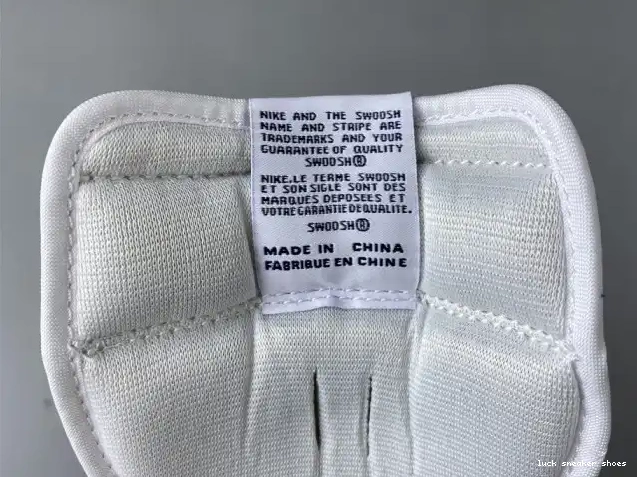 NIKE AND THE SWOOSH
NAME AND STRIPE ARE
TRADEMARKS AND YOUR
GUARANTEE OF QUALITY
SWOOSH®
NIKE.LE TERME SWOOSH
ET SON SIGLE SONT DES
MARQUES DEPOSEES ET
VOTRE GARANTIE DE QUALITE.
SWOOSH®
MADE IN CHINA
FABRIQUE EN CHINE
luck sneaker shoes